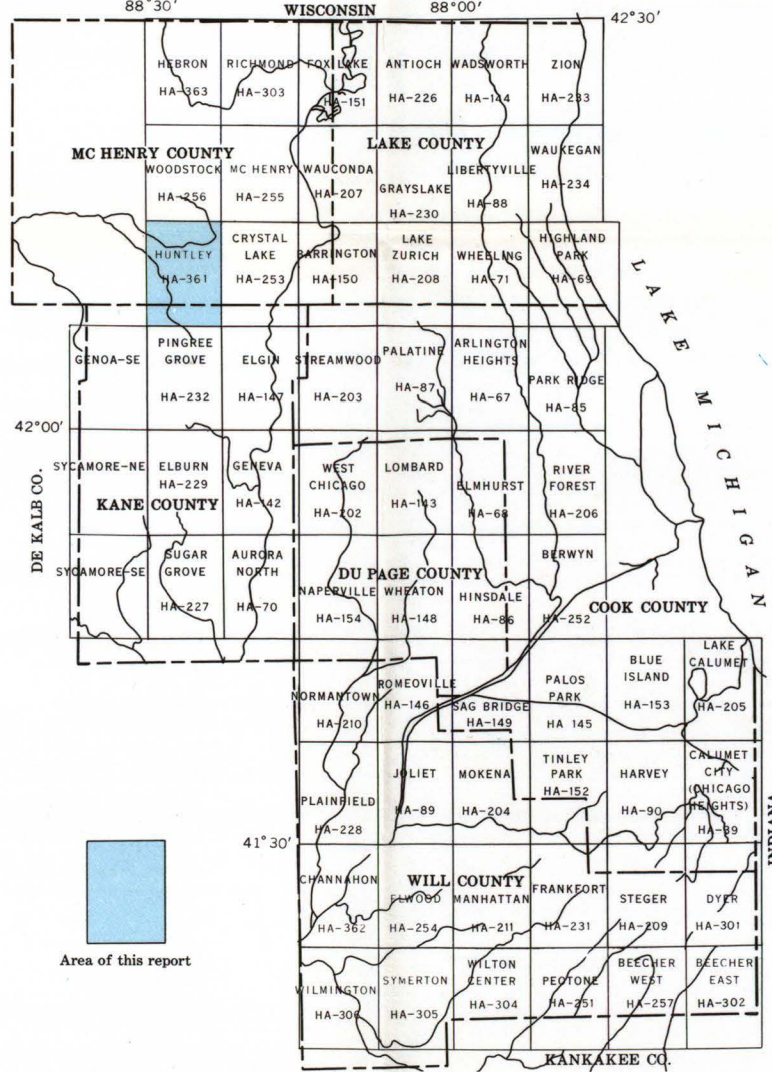 88°30′
WISCONSIN
88°00′
42°30′
HEBRON
HA-363
RICHMOND
HA-303
FOX LAKE
HA-151
ANTIOCH
HA-226
WADSWORTH
HA-144
ZION
HA-233
MC HENRY COUNTY
LAKE COUNTY
WOODSTOCK
HA-256
MC HENRY
HA-255
WAUCONDA
HA-207
GRAYSLAKE
HA-230
LIBERTYVILLE
HA-88
WAUKEGAN
HA-234
HUNTLEY
HA-361
CRYSTAL
LAKE
HA-253
BARRINGTON
HA-150
LAKE
ZURICH
HA-208
WHEELING
HA-71
HIGHLAND
PARK
HA-69
LAKE MICHIGAN
GENOA-SE
PINGREE
GROVE
HA-232
ELGIN
HA-147
STREAMWOOD
HA-203
PALATINE
HA-87
ARLINGTON
HEIGHTS
HA-67
PARK RIDGE
HA-85
42°00′
DE KALB CO.
SYCAMORE-NE
ELBURN
HA-229
GENEVA
HA-142
KANE COUNTY
WEST
CHICAGO
HA-202
LOMBARD
HA-143
ELMHURST
HA-68
RIVER
FOREST
HA-206
SYCAMORE-SE
SUGAR
GROVE
HA-227
AURORA
NORTH
HA-70
DU PAGE COUNTY
NAPERVILLE
HA-154
WHEATON
HA-148
HINSDALE
HA-86
BERWYN
HA-252
COOK COUNTY
NORMANTOWN
HA-210
ROMEOVILLE
HA-146
SAG BRIDGE
HA-149
PALOS
PARK
HA 145
BLUE
ISLAND
HA-153
LAKE
CALUMET
HA-205
PLAINFIELD
HA-228
JOLIET
HA-89
MOKENA
HA-204
TINLEY
PARK
HA-152
HARVEY
HA-90
CALUMET
CITY
(CHICAGO
HEIGHTS)
HA-39
INDIANA
41°30′
WILL COUNTY
CHANNAHON
HA-362
ELWOOD
HA-254
MANHATTAN
HA-211
FRANKFORT
HA-231
STEGER
HA-209
DYER
HA-301
WILMINGTON
HA-306
SYMERTON
HA-305
WILTON
CENTER
HA-304
PEOTONE
HA-251
BEECHER
WEST
HA-257
BEECHER
EAST
HA-302
KANKAKEE CO.
Area of this report